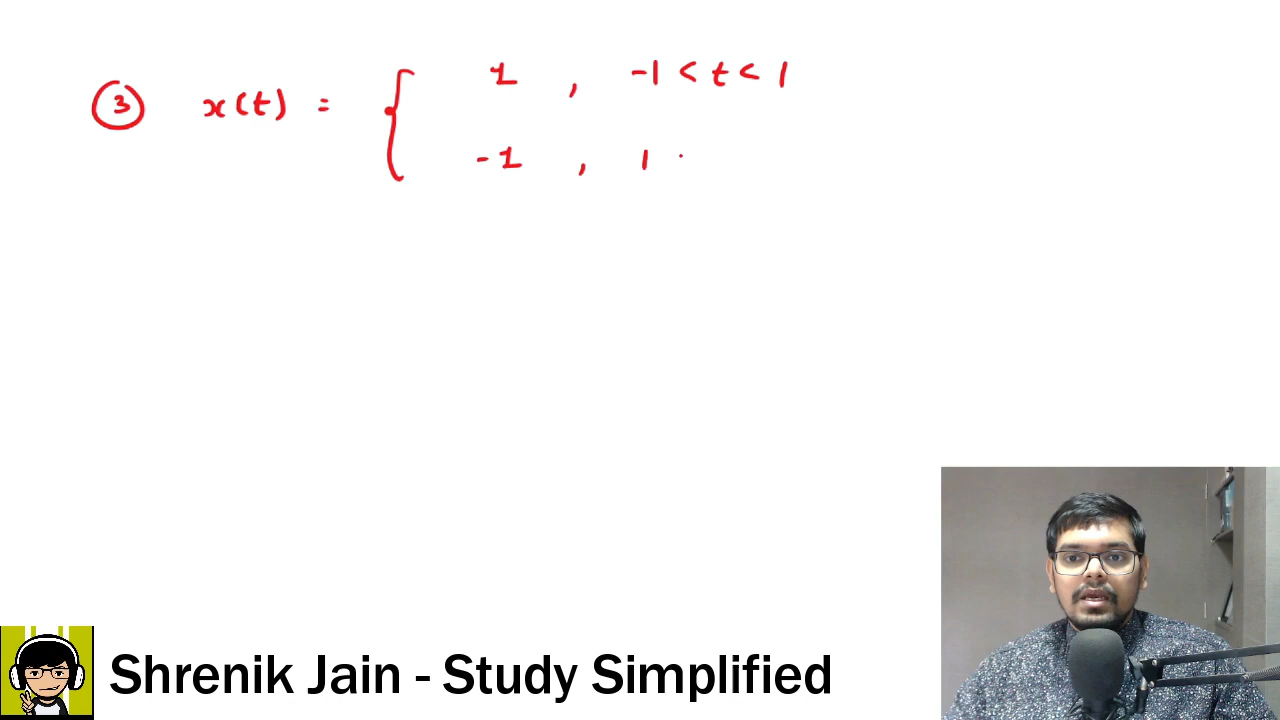 ③ x(t) = { 1 , -1 < t < 1
-1 , 1
Shrenik Jain - Study Simplified